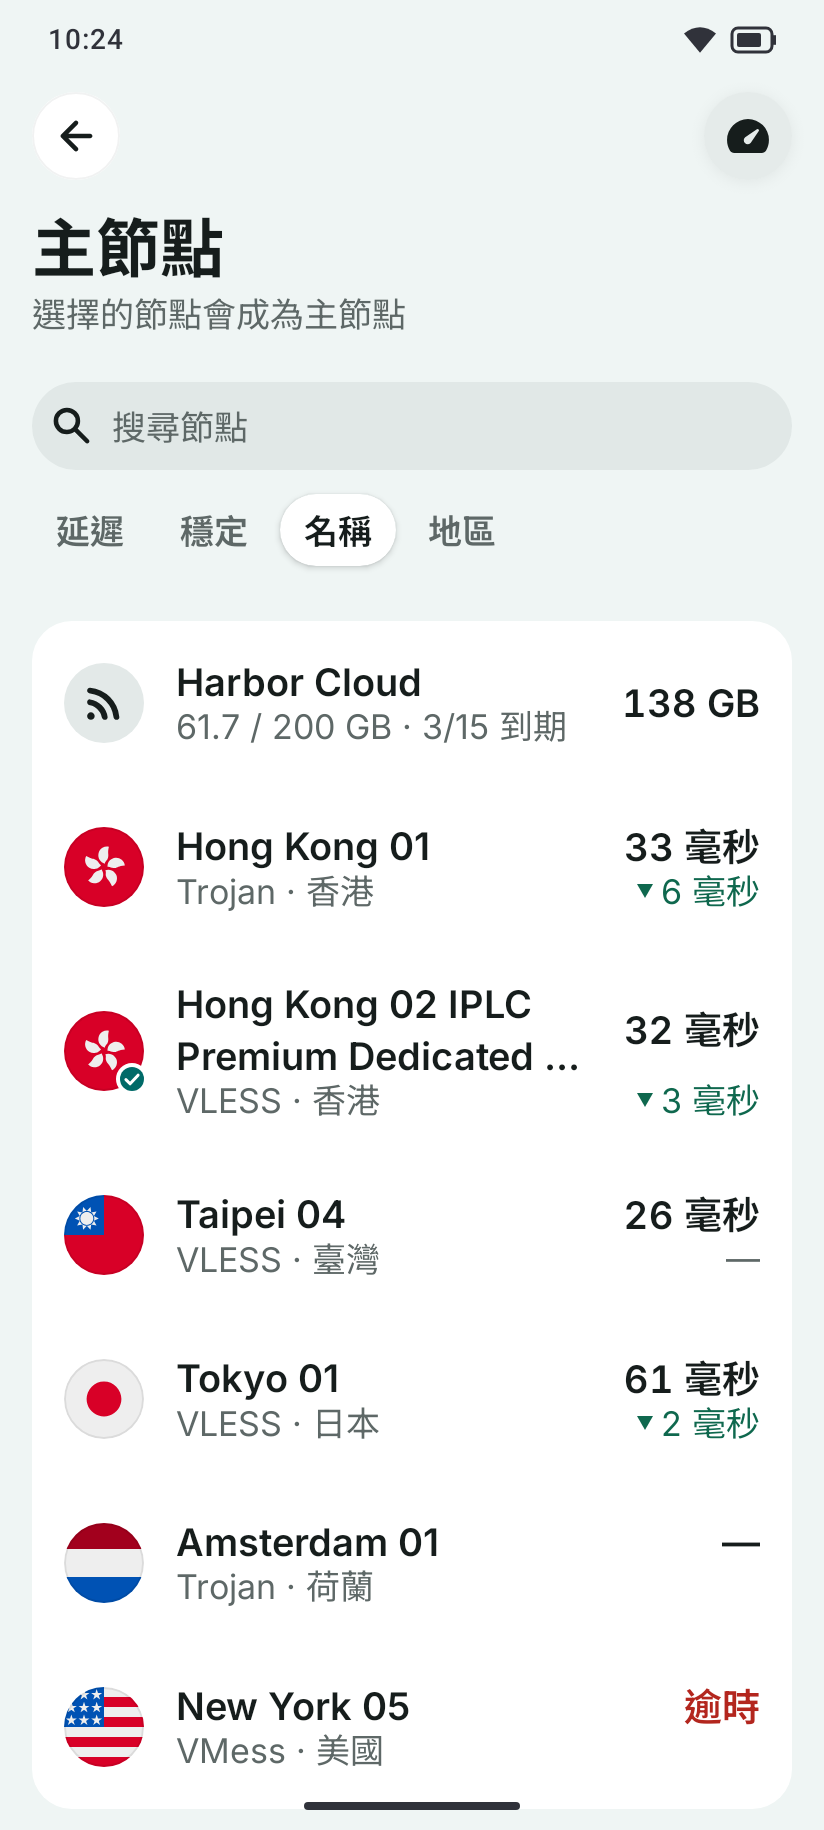 10:24
主節點
選擇的節點會成為主節點
搜尋節點
延遲 穩定 名稱 地區
Harbor Cloud
138 GB
61.7 / 200 GB · 3/15 到期
Hong Kong 01
33 毫秒
Trojan · 香港
▼6 毫秒
Hong Kong 02 IPLC
Premium Dedicated ...
32 毫秒
VLESS · 香港
▼3 毫秒
Taipei 04
26 毫秒
VLESS · 臺灣
—
Tokyo 01
61 毫秒
VLESS · 日本
▼2 毫秒
Amsterdam 01
—
Trojan · 荷蘭
New York 05
逾時
VMess · 美國